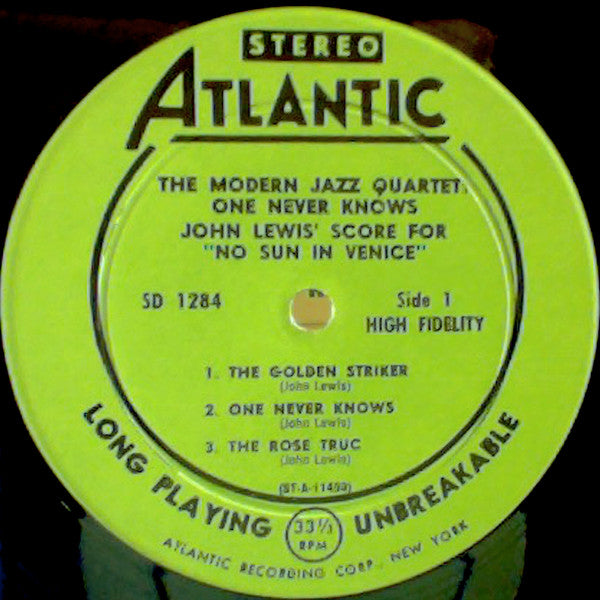 STEREO
ATLANTIC
THE MODERN JAZZ QUARTET:
ONE NEVER KNOWS
JOHN LEWIS' SCORE FOR
"NO SUN IN VENICE"
SD 1284
Side 1
HIGH FIDELITY
1. THE GOLDEN STRIKER
(John Lewis)
2. ONE NEVER KNOWS
(John Lewis)
3. THE ROSE TRUC
(John Lewis)
LONG PLAYING 33⅓ RPM UNBREAKABLE
ATLANTIC RECORDING CORP., NEW YORK